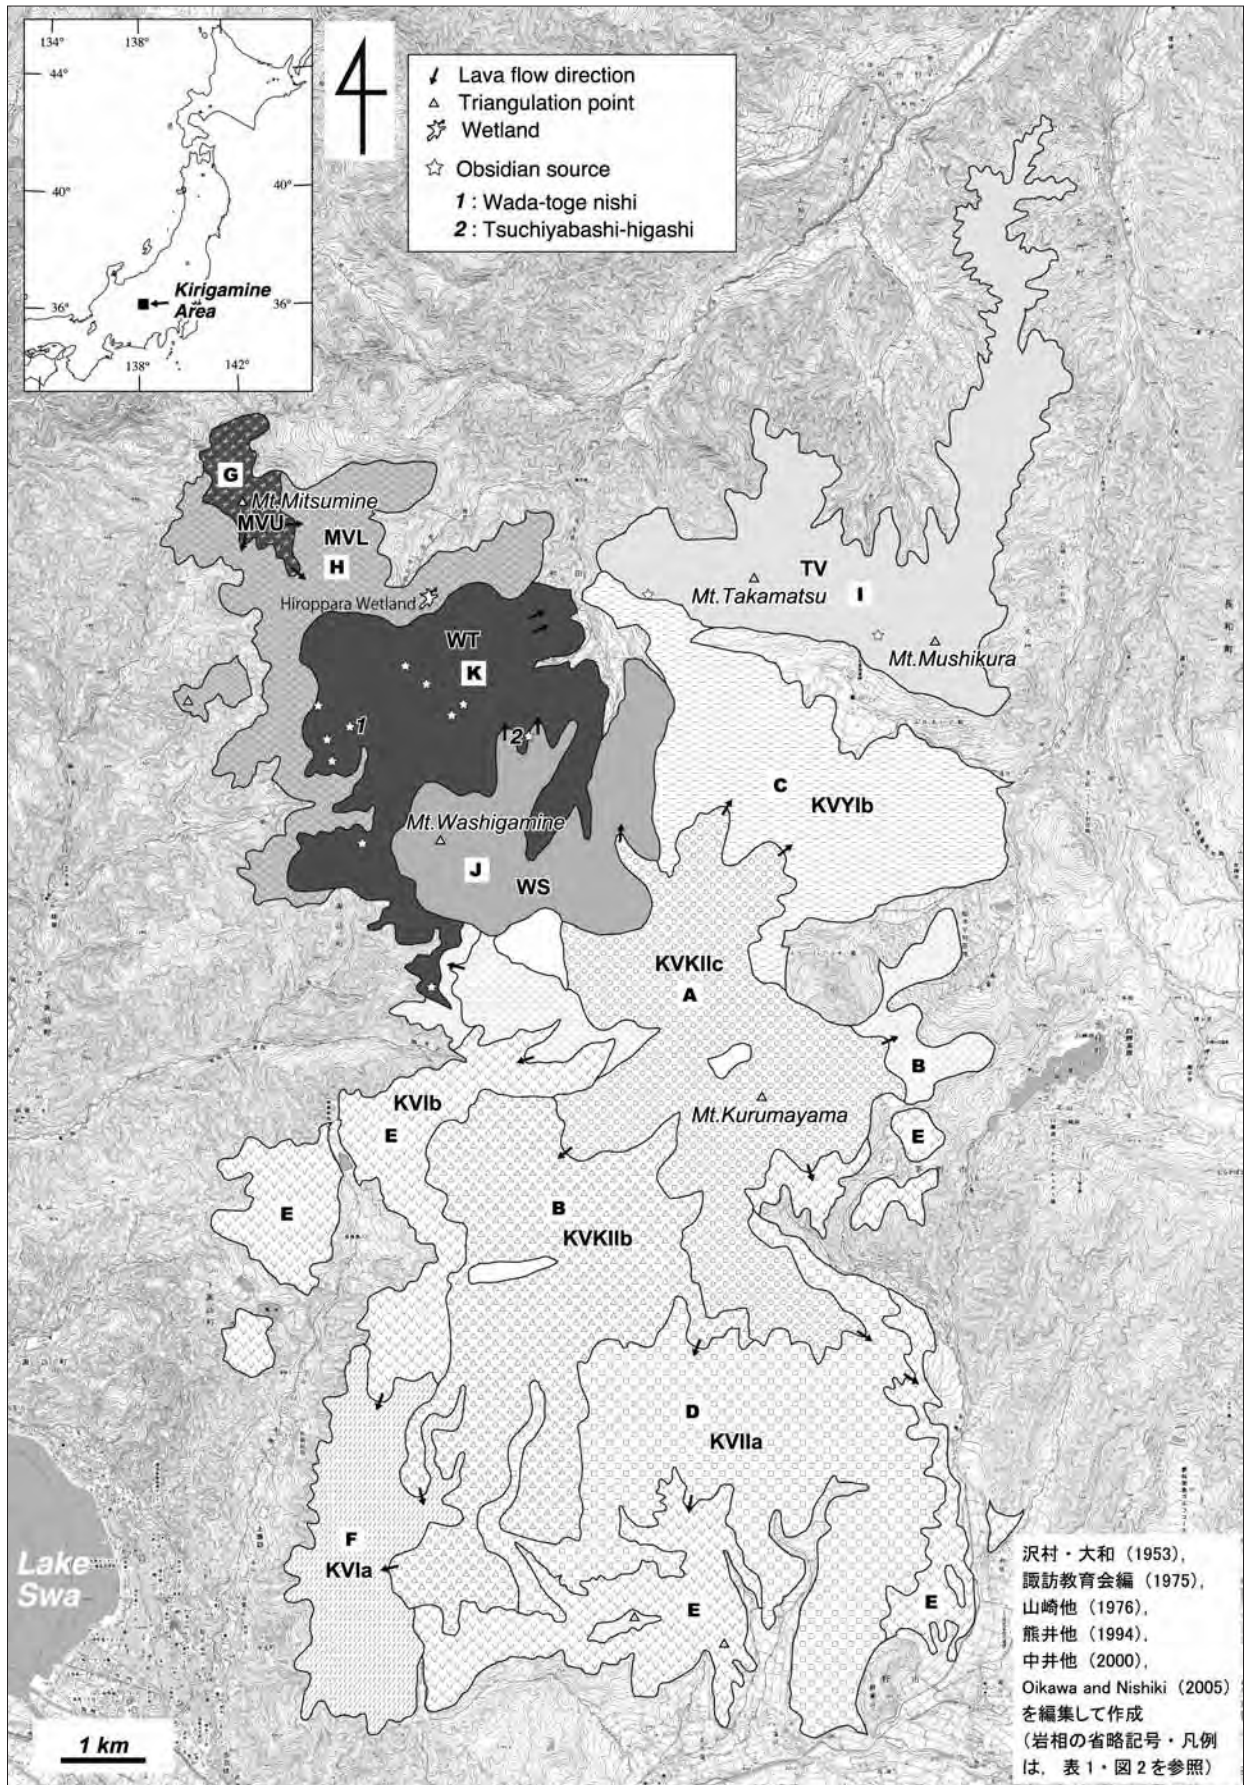 134°
138°
44°
40°
40°
36°
36°
Kirigamine
Area
138°
142°
Lava flow direction
Triangulation point
Wetland
Obsidian source
1 : Wada-toge nishi
2 : Tsuchiyabashi-higashi
G
Mt.Mitsumine
MVU
MVL
H
Hiroppara Wetland
WT
K
1
2
TV
Mt.Takamatsu
I
Mt.Mushikura
長和町
C
KVYIb
Mt.Washigamine
J
WS
KVKIIc
A
B
Mt.Kurumayama
E
KVIb
E
E
B
KVKIIb
D
KVIIa
F
KVIa
E
E
Lake
Swa
1 km
沢村・大和 (1953),
諏訪教育会編 (1975),
山崎他 (1976),
熊井他 (1994),
中井他 (2000),
Oikawa and Nishiki (2005)
を編集して作成
(岩相の省略記号・凡例
は, 表1・図2を参照)